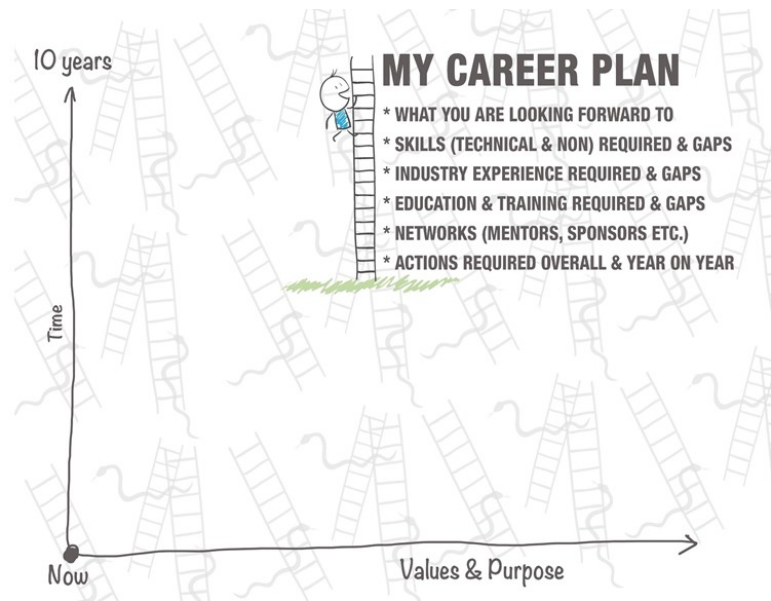 10 years
MY CAREER PLAN
* WHAT YOU ARE LOOKING FORWARD TO
* SKILLS (TECHNICAL & NON) REQUIRED & GAPS
* INDUSTRY EXPERIENCE REQUIRED & GAPS
* EDUCATION & TRAINING REQUIRED & GAPS
* NETWORKS (MENTORS, SPONSORS ETC.)
* ACTIONS REQUIRED OVERALL & YEAR ON YEAR
Time
Now
Values & Purpose